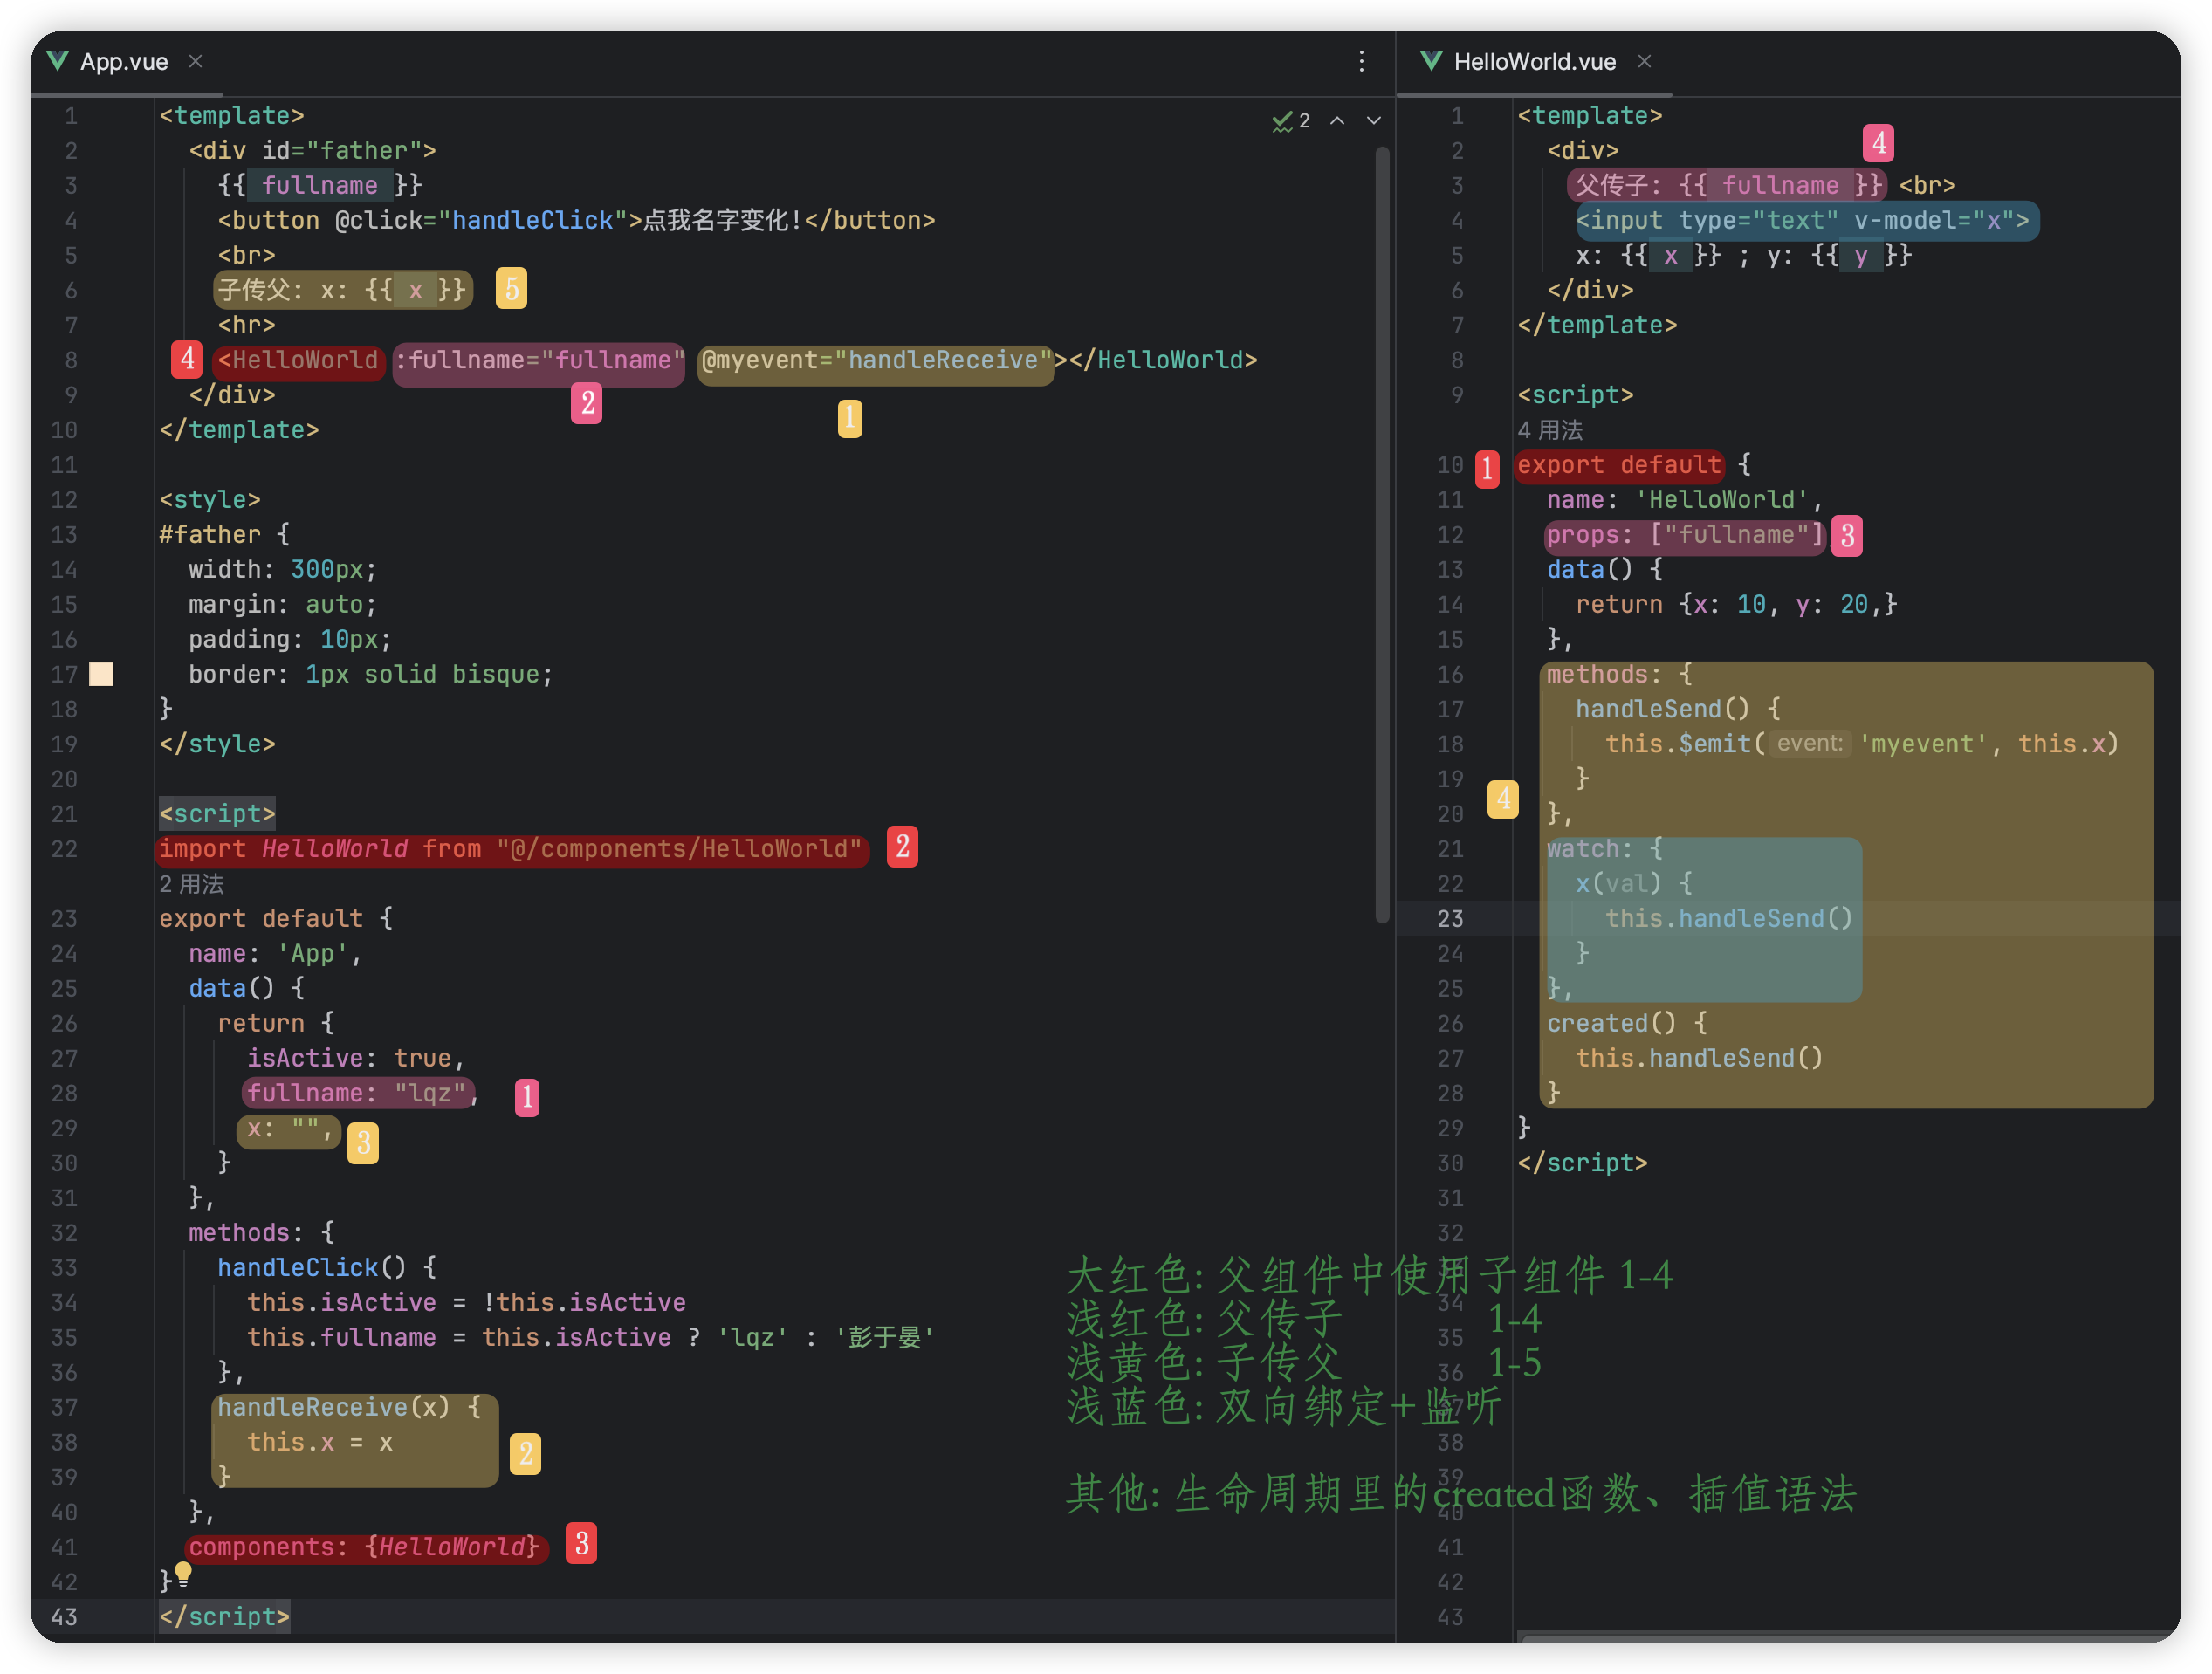 App.vue
1 <template>
2 <div id="father">
3 {{ fullname }}
4 <button @click="handleClick">点我名字变化!</button>
5 <br>
6 子传父: x: {{ x }} 5
7 <hr>
8 4 <HelloWorld :fullname="fullname" @myevent="handleReceive"></HelloWorld>
9 </div> 2 1
10 </template>
11
12 <style>
13 #father {
14 width: 300px;
15 margin: auto;
16 padding: 10px;
17 border: 1px solid bisque;
18 }
19 </style>
20
21 <script>
22 import HelloWorld from "@/components/HelloWorld" 2
2 用法
23 export default {
24 name: 'App',
25 data() {
26 return {
27 isActive: true,
28 fullname: "lqz", 1
29 x: "", 3
30 }
31 },
32 methods: {
33 handleClick() {
34 this.isActive = !this.isActive
35 this.fullname = this.isActive ? 'lqz' : '彭于晏'
36 },
37 handleReceive(x) {
38 this.x = x 2
39 }
40 },
41 components: {HelloWorld} 3
42 }
43 </script>
2
HelloWorld.vue
1 <template>
2 <div> 4
3 父传子: {{ fullname }} <br>
4 <input type="text" v-model="x">
5 x: {{ x }} ; y: {{ y }}
6 </div>
7 </template>
8
9 <script>
4 用法
10 1 export default {
11 name: 'HelloWorld',
12 props: ["fullname"], 3
13 data() {
14 return {x: 10, y: 20,}
15 },
16 methods: {
17 handleSend() {
18 this.$emit( event: 'myevent', this.x)
19 }
20 }, 4
21 watch: {
22 x(val) {
23 this.handleSend()
24 }
25 },
26 created() {
27 this.handleSend()
28 }
29 }
30 </script>
31
32
33
34
35
36
37
38
39
40
41
42
43
大红色: 父组件中使用子组件 1-4
浅红色: 父传子 1-4
浅黄色: 子传父 1-5
浅蓝色: 双向绑定+监听
其他: 生命周期里的created函数、插值语法